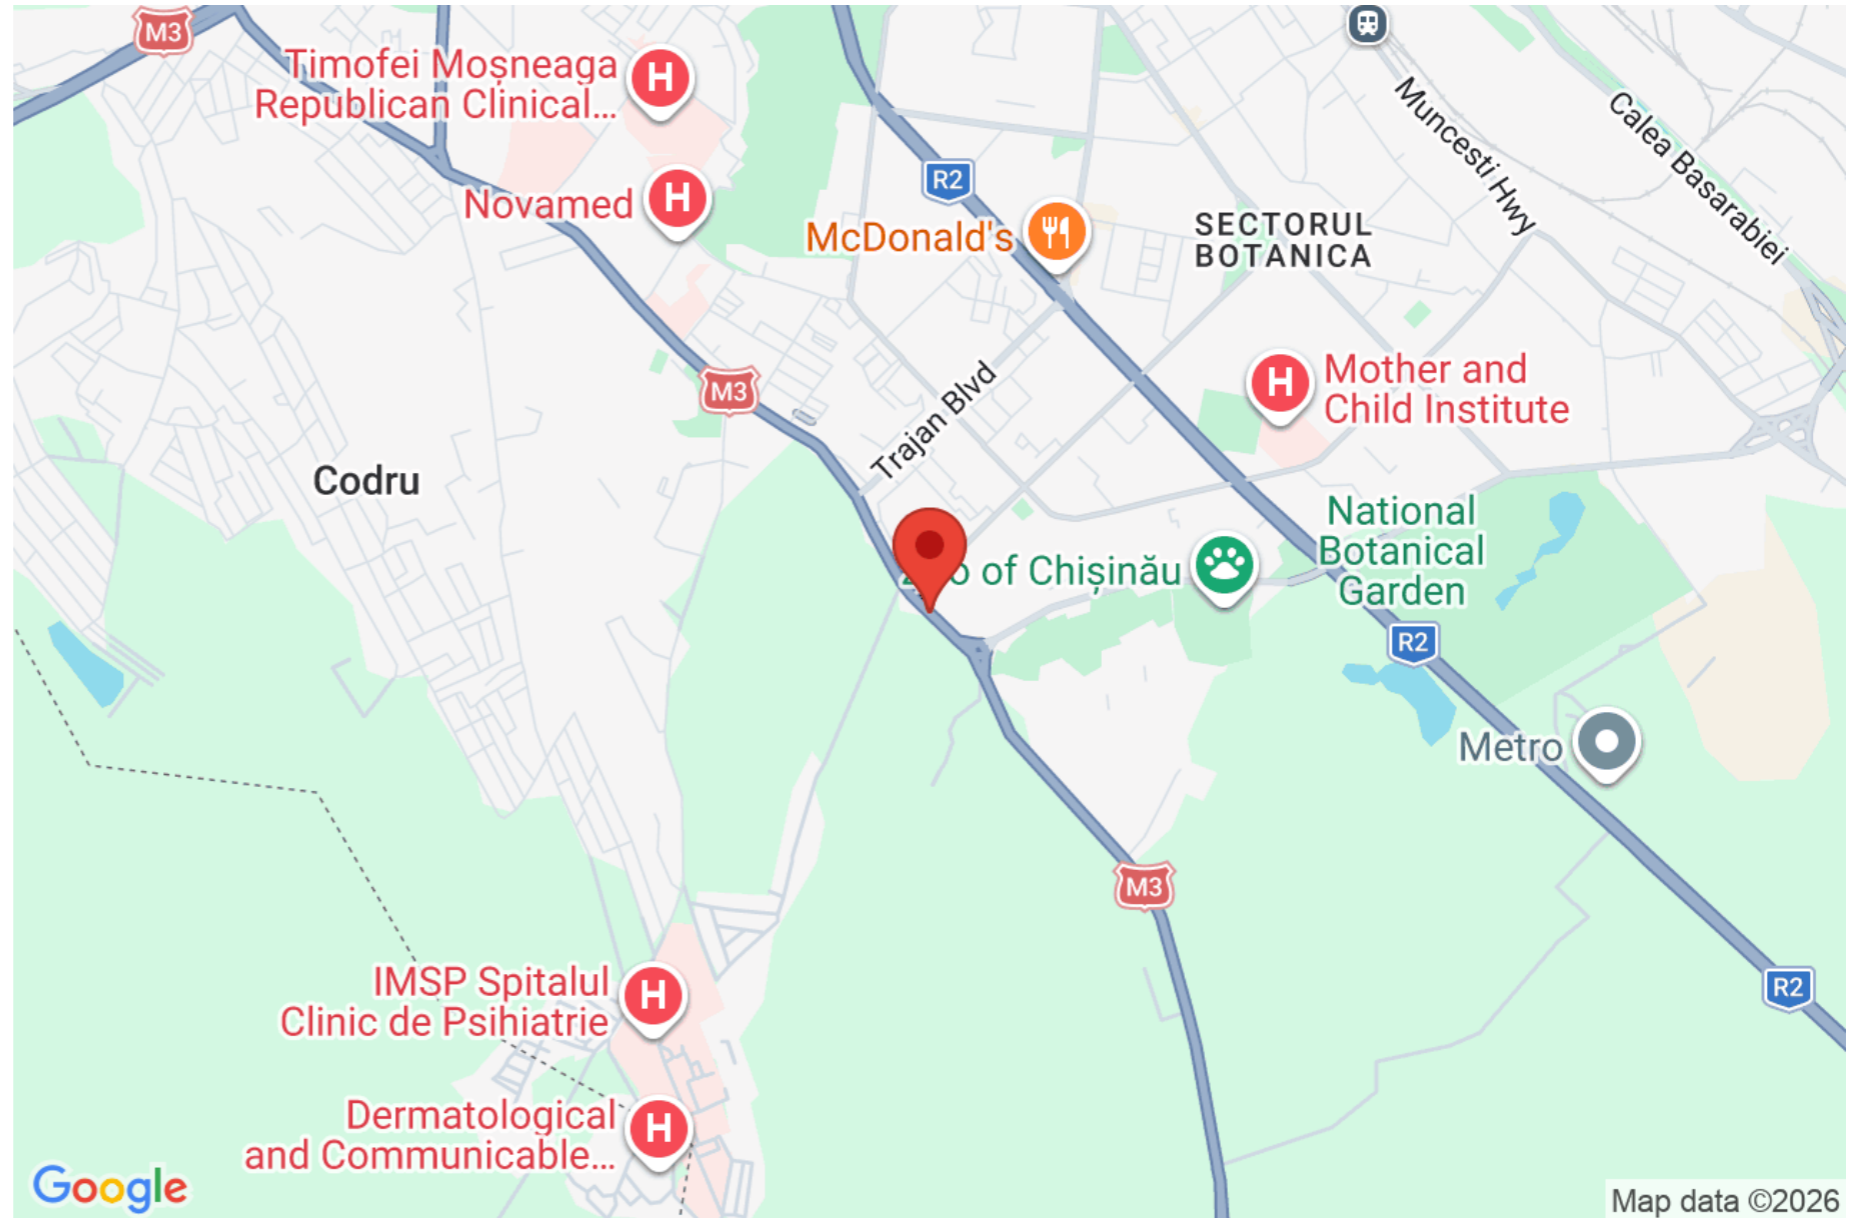 M3
Timofei Moșneaga
Republican Clinical...
H
Novamed
H
R2
McDonald's
SECTORUL
BOTANICA
Muncesti Hwy
Calea Basarabiei
M3
Trajan Blvd
H
Mother and
Child Institute
Codru
o of Chișinău
National
Botanical
Garden
R2
Metro
M3
R2
IMSP Spitalul
Clinic de Psihiatrie
H
Dermatological
and Communicable...
H
Google
Map data ©2026